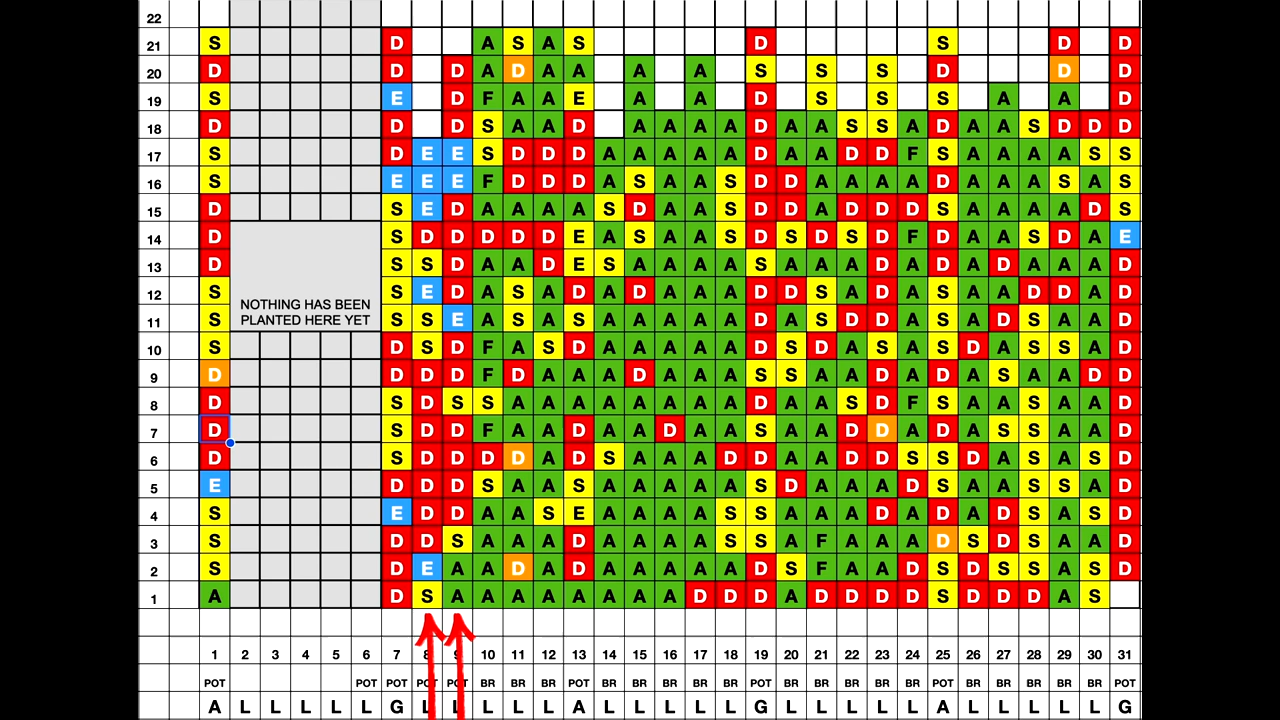 22
21 S D A S A S D S D D
20 D D D A D A A A A S S S D D D
19 S E D F A A E A A D S S S A A D
18 D D D S A A D A A A A D A A S S A D A A S D D D
17 S D E E S D D D A A A A A D A A D D F S A A A A S S
16 S E E E F D D D A S A A S D D A A A A D A A A S A S
15 D S E D A A A A S D A A S D D A D D D S A A A A D S
14 D S D D D D D E A S A A S D S D S D F D A A S D A E
13 D S S D A A D E S A A A A S A A A D A D A D A A A D
12 S NOTHING HAS BEEN S E D A S A D A D A A A D D S A D A S A A D D A D
11 S PLANTED HERE YET S S E A S A S A A A A A D A S D D A S A D S A A D
10 S D S D F A S D A A A A A D S D A S A S D A S S A D
9 D D D D F D A A A D A A A S S A A D A D A S A A D D
8 D S D S S A A A A A A A A D A A S D F S A A S A A D
7 D S D D F A A D A A D A A S A A D D A D A S S A A D
6 D S D D D D A D S A A A D D A A D D S S D A S A S D
5 E D D D S A A S A A A A A S D A A A D S A A S S A D
4 S E D D A A S E A A A A S S A A A D A D A D S A S D
3 S D D S A A A D A A A A S S A F A A A D S D S A A D
2 S D E A A D A D A A A A A D S F A A D S D S S A S D
1 A D S A A A A A A A A D D D A D D D D S D D D A S
1 2 3 4 5 6 7 8 9 10 11 12 13 14 15 16 17 18 19 20 21 22 23 24 25 26 27 28 29 30 31
POT POT POT POT POT BR BR BR POT BR BR BR BR BR POT BR BR BR BR BR POT BR BR BR BR BR POT
A L L L L L G L L L L L A L L L L L G L L L L L A L L L L L G